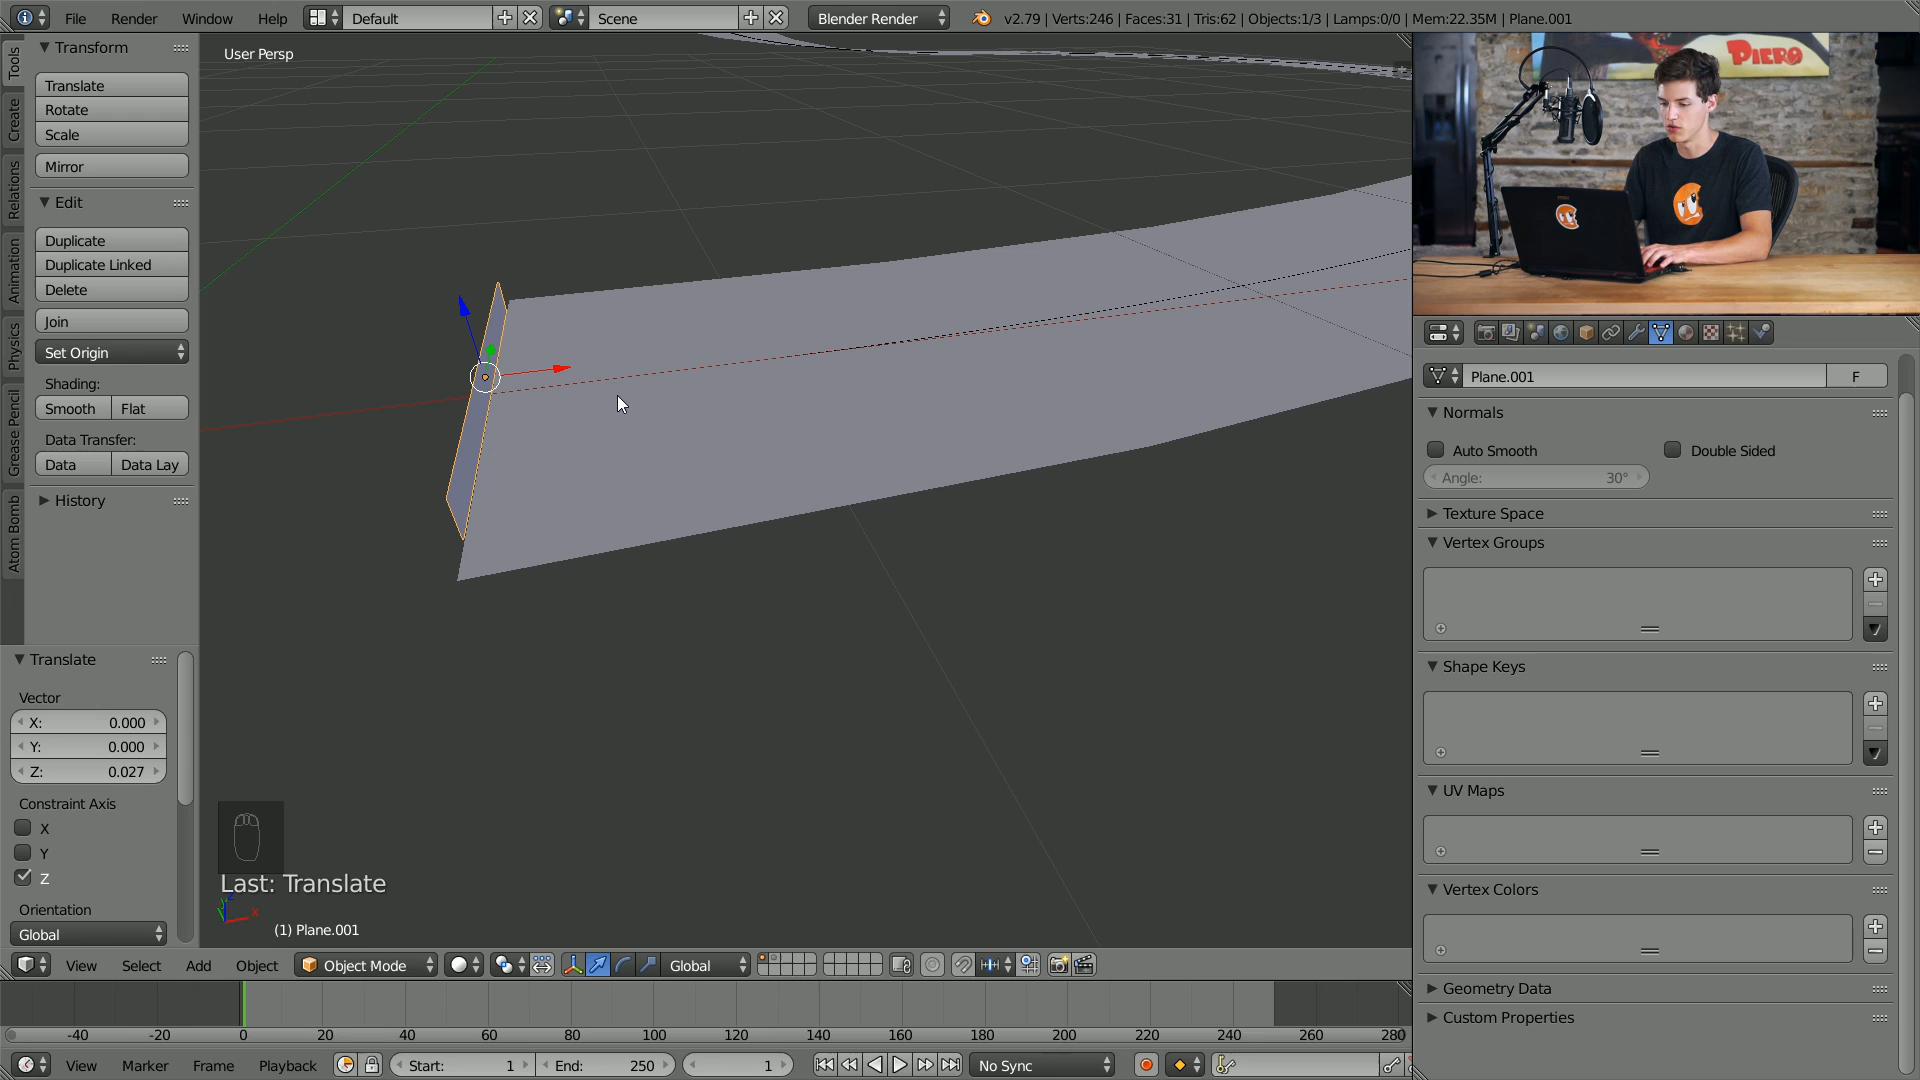 File Render Window Help Default Scene Blender Render v2.79 | Verts:246 | Faces:31 | Tris:62 | Objects:1/3 | Lamps:0/0 | Mem:22.35M | Plane.001
Tools
Create
Relations
Animation
Physics
Grease Pencil
Atom Bomb
Transform
Translate
Rotate
Scale
Mirror
Edit
Duplicate
Duplicate Linked
Delete
Join
Set Origin
Shading:
Smooth Flat
Data Transfer:
Data Data Lay
History
Translate
Vector
X: 0.000
Y: 0.000
Z: 0.027
Constraint Axis
X
Y
Z
Orientation
Global
User Persp
Last: Translate
(1) Plane.001
PIERO
Plane.001 F
Normals
Auto Smooth Double Sided
Angle: 30°
Texture Space
Vertex Groups
Shape Keys
UV Maps
Vertex Colors
Geometry Data
Custom Properties
View Select Add Object Object Mode Global
-40 -20 0 20 40 60 80 100 120 140 160 180 200 220 240 260 280
View Marker Frame Playback Start: 1 End: 250 1 No Sync